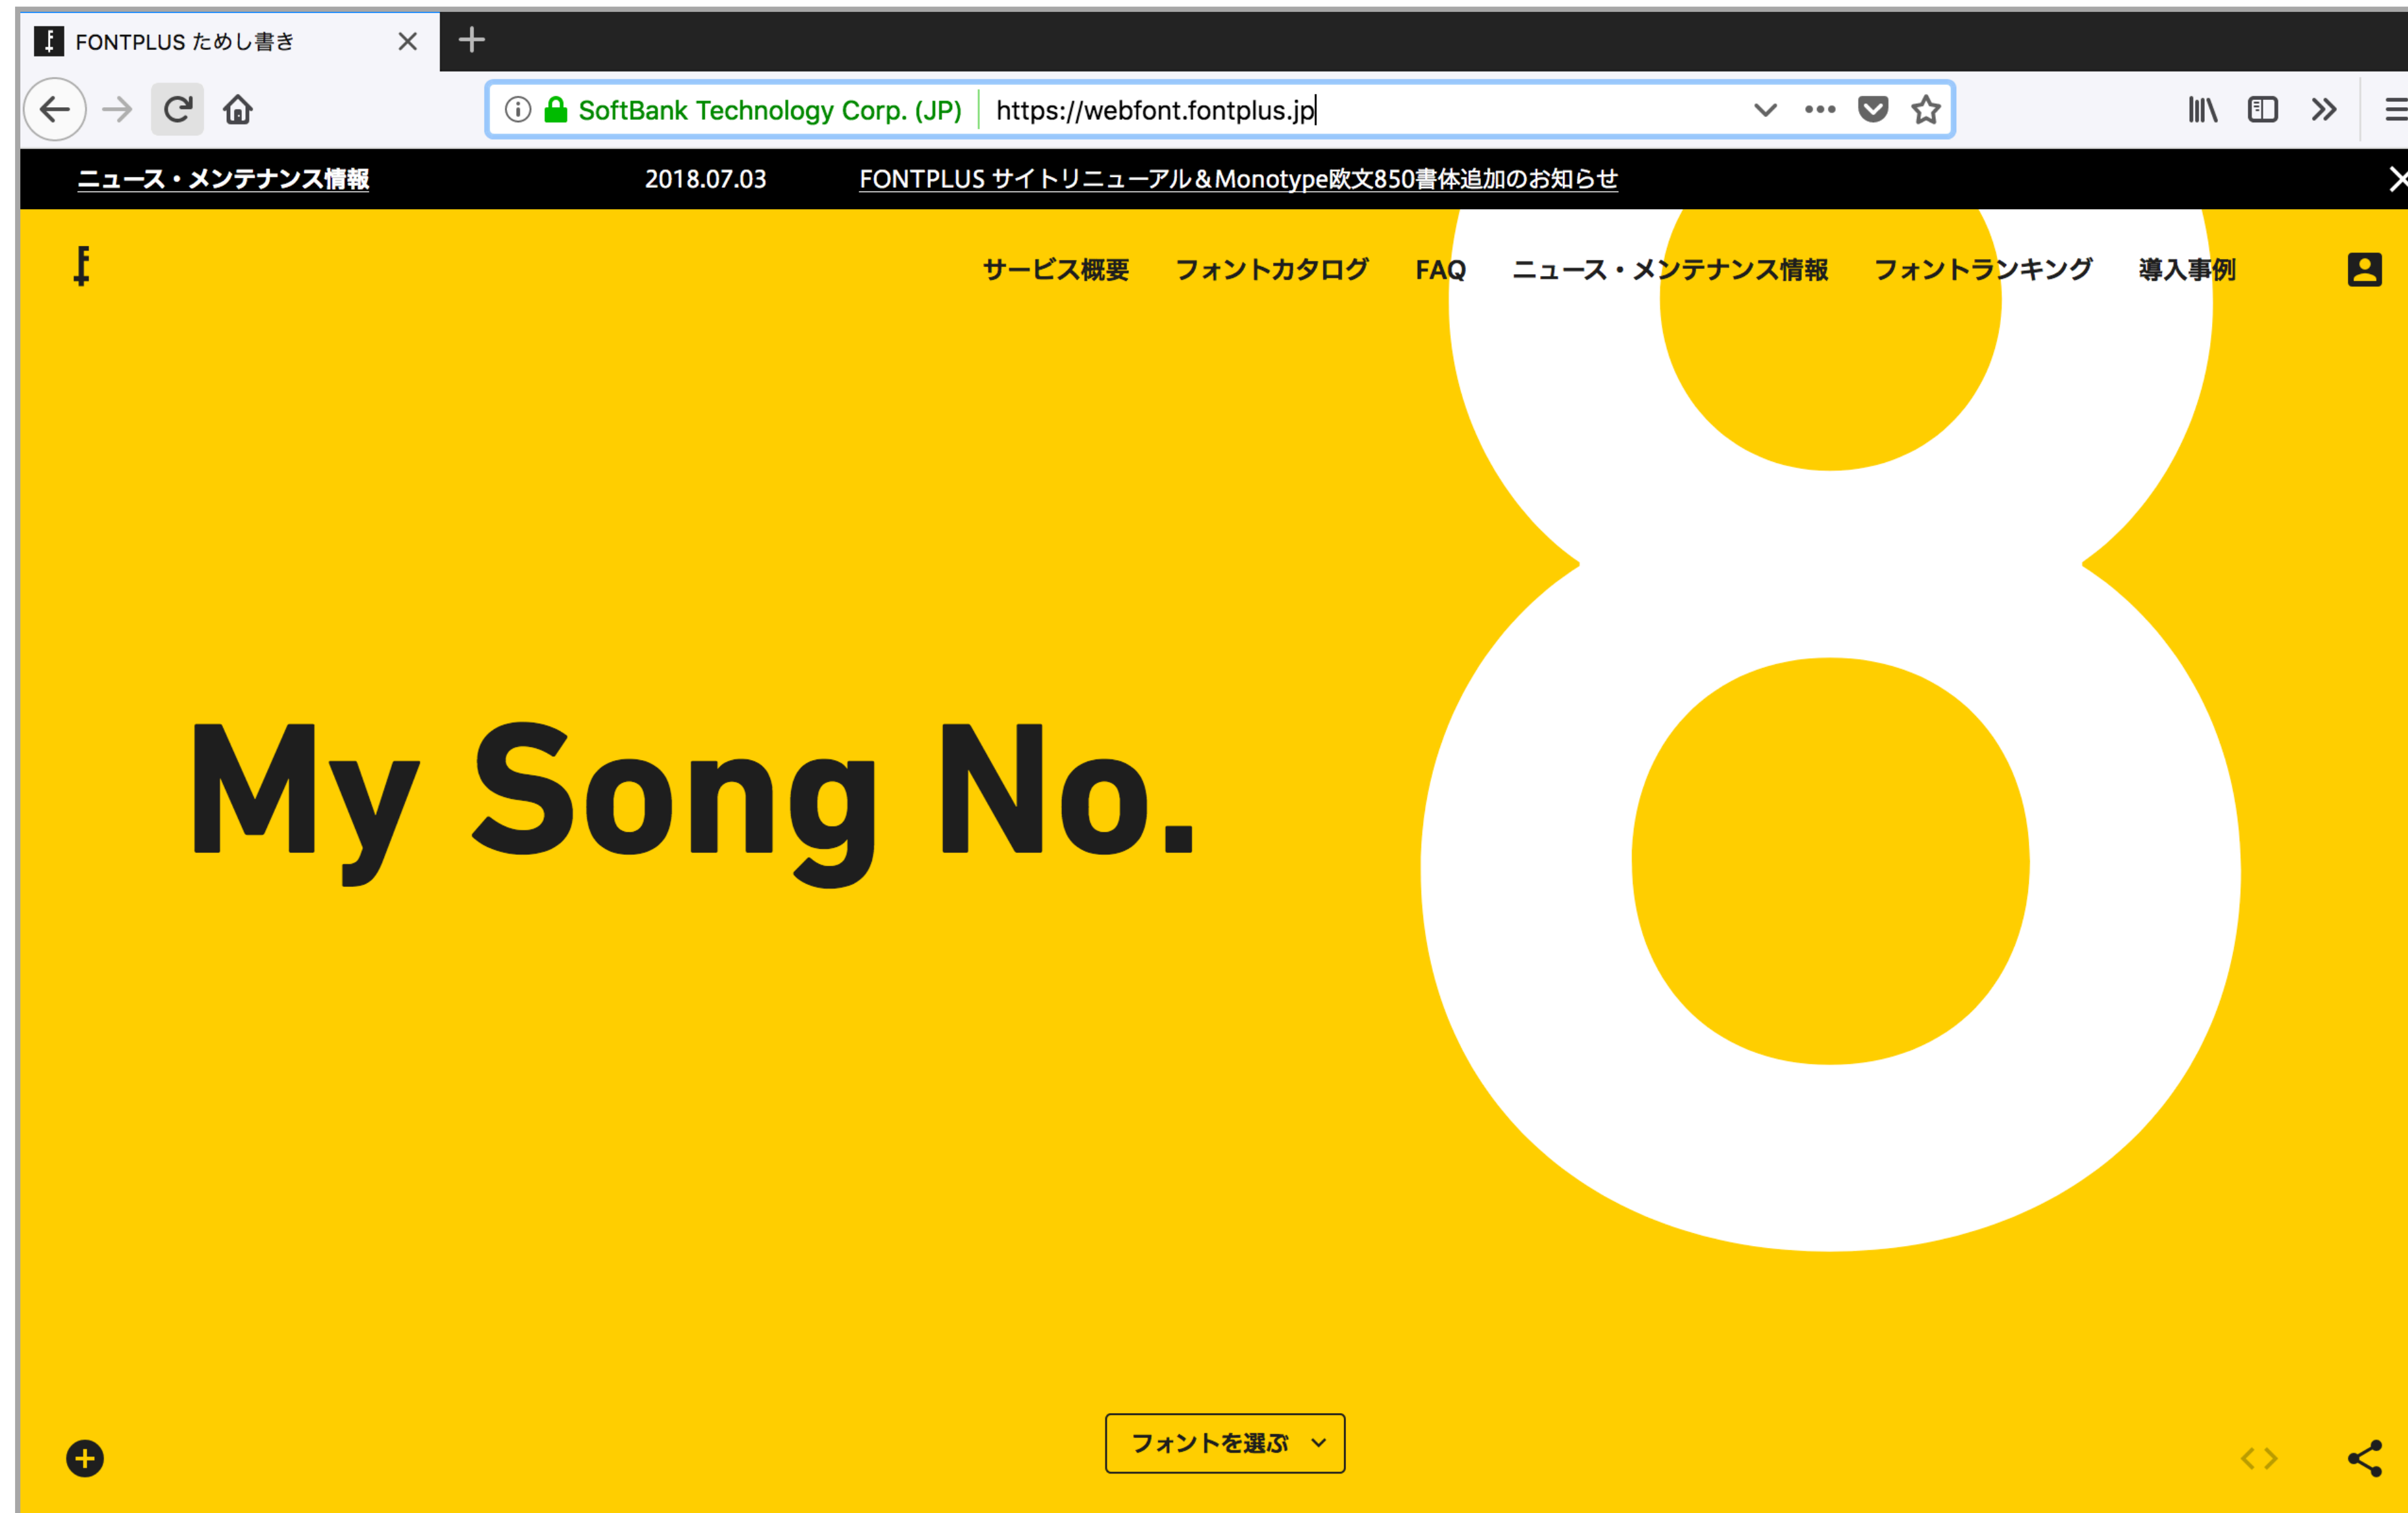 FONTPLUS ためし書き
SoftBank Technology Corp. (JP) https://webfont.fontplus.jp
ニュース・メンテナンス情報 2018.07.03 FONTPLUS サイトリニューアル＆Monotype欧文850書体追加のお知らせ
サービス概要 フォントカタログ FAQ ニュース・メンテナンス情報 フォントランキング 導入事例
My Song No. 8
フォントを選ぶ